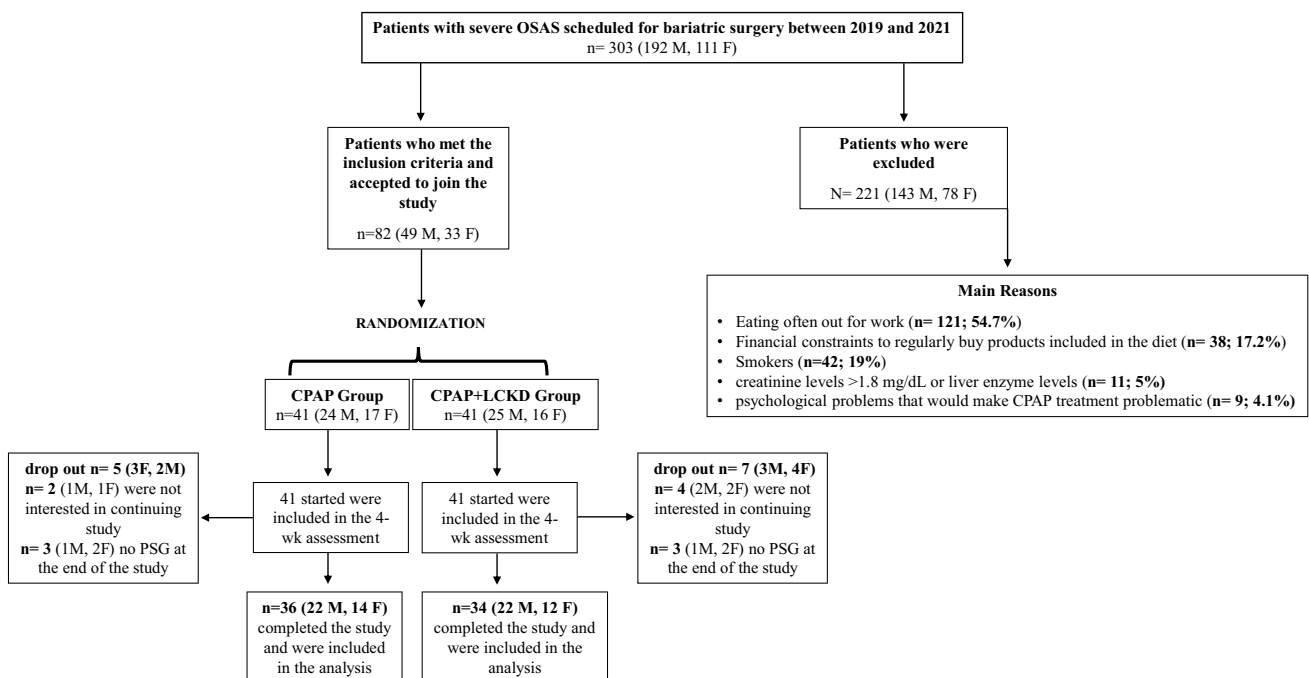 Patients with severe OSAS scheduled for bariatric surgery between 2019 and 2021
n= 303 (192 M, 111 F)
Patients who met the
inclusion criteria and
accepted to join the
study
n=82 (49 M, 33 F)
Patients who were
excluded
N= 221 (143 M, 78 F)
Main Reasons
• Eating often out for work (n= 121; 54.7%)
• Financial constraints to regularly buy products included in the diet (n= 38; 17.2%)
• Smokers (n=42; 19%)
• creatinine levels >1.8 mg/dL or liver enzyme levels (n= 11; 5%)
• psychological problems that would make CPAP treatment problematic (n= 9; 4.1%)
RANDOMIZATION
CPAP Group
n=41 (24 M, 17 F)
CPAP+LCKD Group
n=41 (25 M, 16 F)
drop out n= 5 (3F, 2M)
n= 2 (1M, 1F) were not
interested in continuing
study
n= 3 (1M, 2F) no PSG at
the end of the study
41 started were
included in the 4-
wk assessment
41 started were
included in the 4-
wk assessment
drop out n= 7 (3M, 4F)
n= 4 (2M, 2F) were not
interested in continuing
study
n= 3 (1M, 2F) no PSG at
the end of the study
n=36 (22 M, 14 F)
completed the study
and were included
in the analysis
n=34 (22 M, 12 F)
completed the study and
were included in the
analysis